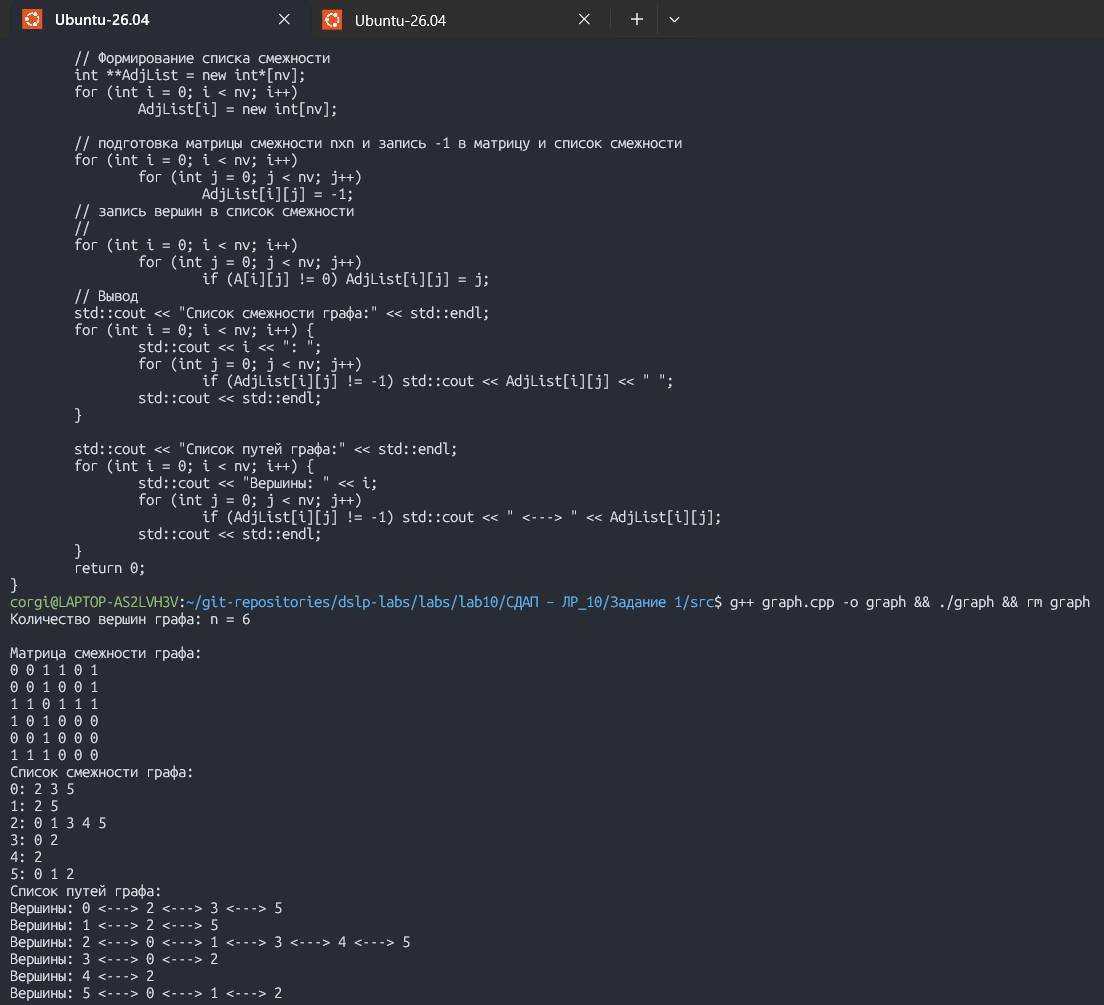 Ubuntu-26.04
Ubuntu-26.04
// Формирование списка смежности
int **AdjList = new int*[nv];
for (int i = 0; i < nv; i++)
AdjList[i] = new int[nv];
// подготовка матрицы смежности nxn и запись -1 в матрицу и список смежности
for (int i = 0; i < nv; i++)
for (int j = 0; j < nv; j++)
AdjList[i][j] = -1;
// запись вершин в список смежности
//
for (int i = 0; i < nv; i++)
for (int j = 0; j < nv; j++)
if (A[i][j] != 0) AdjList[i][j] = j;
// Вывод
std::cout << "Список смежности графа:" << std::endl;
for (int i = 0; i < nv; i++) {
std::cout << i << ": ";
for (int j = 0; j < nv; j++)
if (AdjList[i][j] != -1) std::cout << AdjList[i][j] << " ";
std::cout << std::endl;
}
std::cout << "Список путей графа:" << std::endl;
for (int i = 0; i < nv; i++) {
std::cout << "Вершины: " << i;
for (int j = 0; j < nv; j++)
if (AdjList[i][j] != -1) std::cout << " <---> " << AdjList[i][j];
std::cout << std::endl;
}
return 0;
}
corgi@LAPTOP-AS2LVH3V:~/git-repositories/dslp-labs/labs/lab10/СДАП – ЛР_10/Задание 1/src$ g++ graph.cpp -o graph && ./graph && rm graph
Количество вершин графа: n = 6
Матрица смежности графа:
0 0 1 1 0 1
0 0 1 0 0 1
1 1 0 1 1 1
1 0 1 0 0 0
0 0 1 0 0 0
1 1 1 0 0 0
Список смежности графа:
0: 2 3 5
1: 2 5
2: 0 1 3 4 5
3: 0 2
4: 2
5: 0 1 2
Список путей графа:
Вершины: 0 <---> 2 <---> 3 <---> 5
Вершины: 1 <---> 2 <---> 5
Вершины: 2 <---> 0 <---> 1 <---> 3 <---> 4 <---> 5
Вершины: 3 <---> 0 <---> 2
Вершины: 4 <---> 2
Вершины: 5 <---> 0 <---> 1 <---> 2